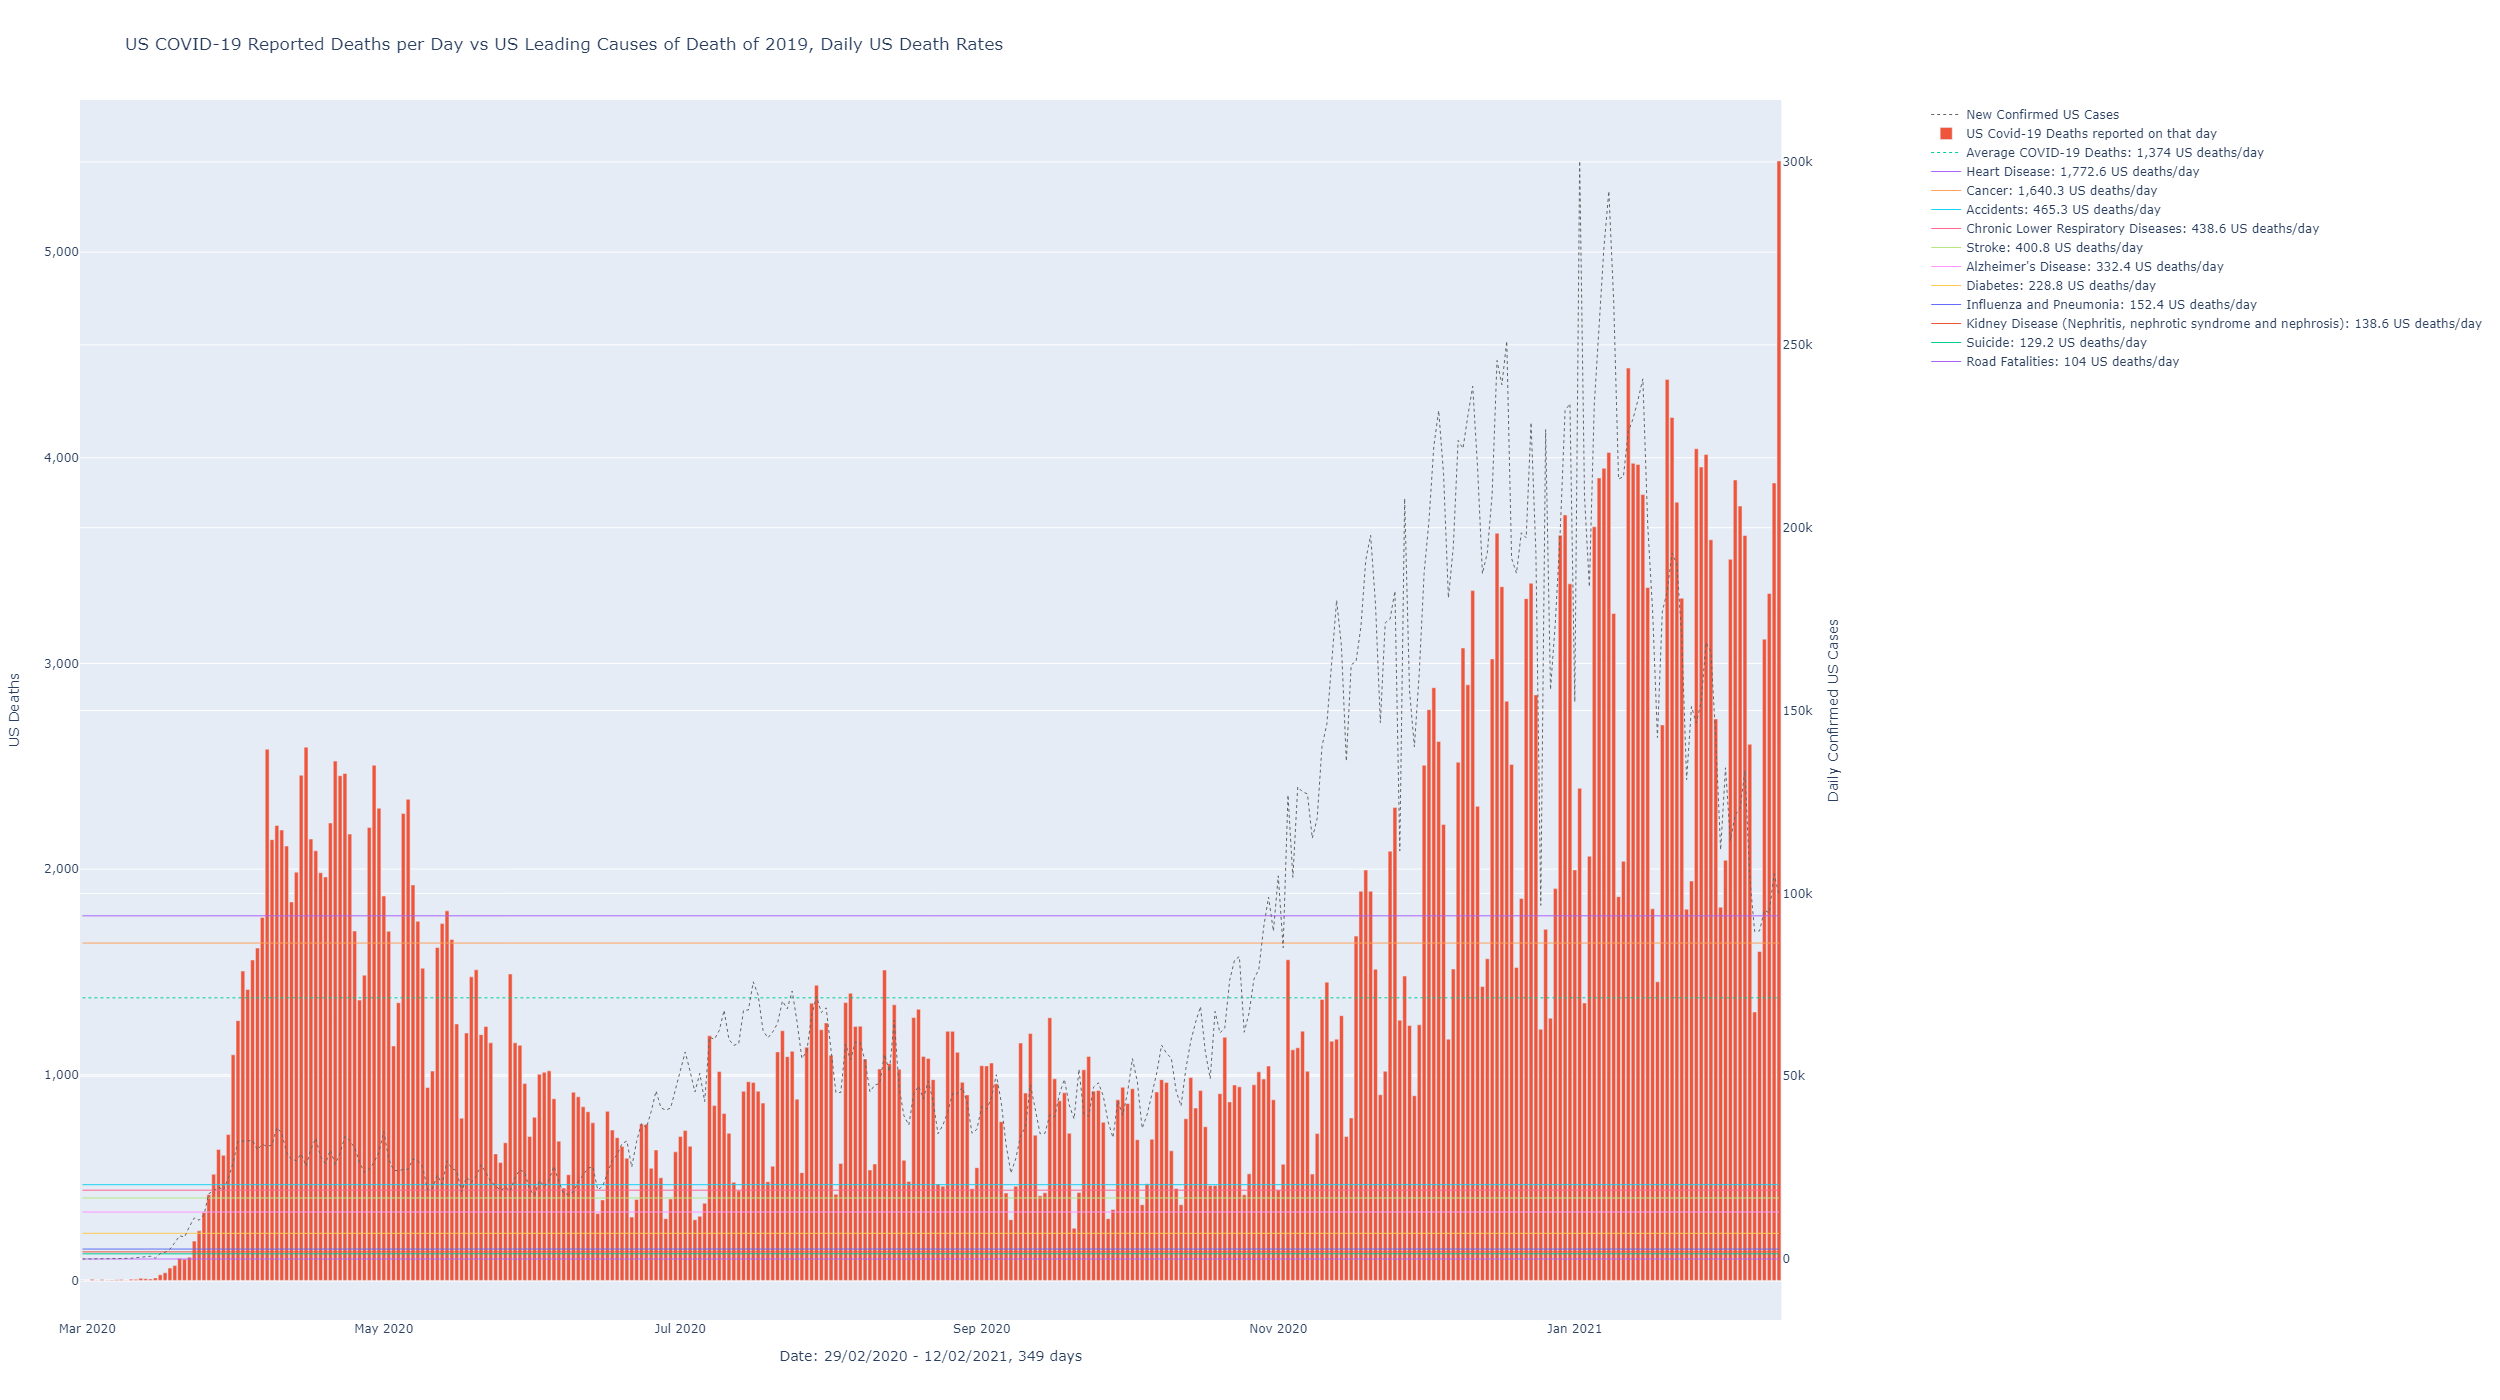 US COVID-19 Reported Deaths per Day vs US Leading Causes of Death of 2019, Daily US Death Rates
New Confirmed US Cases
US Covid-19 Deaths reported on that day
Average COVID-19 Deaths: 1,374 US deaths/day
Heart Disease: 1,772.6 US deaths/day
Cancer: 1,640.3 US deaths/day
Accidents: 465.3 US deaths/day
Chronic Lower Respiratory Diseases: 438.6 US deaths/day
Stroke: 400.8 US deaths/day
Alzheimer's Disease: 332.4 US deaths/day
Diabetes: 228.8 US deaths/day
Influenza and Pneumonia: 152.4 US deaths/day
Kidney Disease (Nephritis, nephrotic syndrome and nephrosis): 138.6 US deaths/day
Suicide: 129.2 US deaths/day
Road Fatalities: 104 US deaths/day
US Deaths
5,000
4,000
3,000
2,000
1,000
0
300k
250k
200k
150k
100k
50k
0
Daily Confirmed US Cases
Mar 2020
May 2020
Jul 2020
Sep 2020
Nov 2020
Jan 2021
Date: 29/02/2020 - 12/02/2021, 349 days